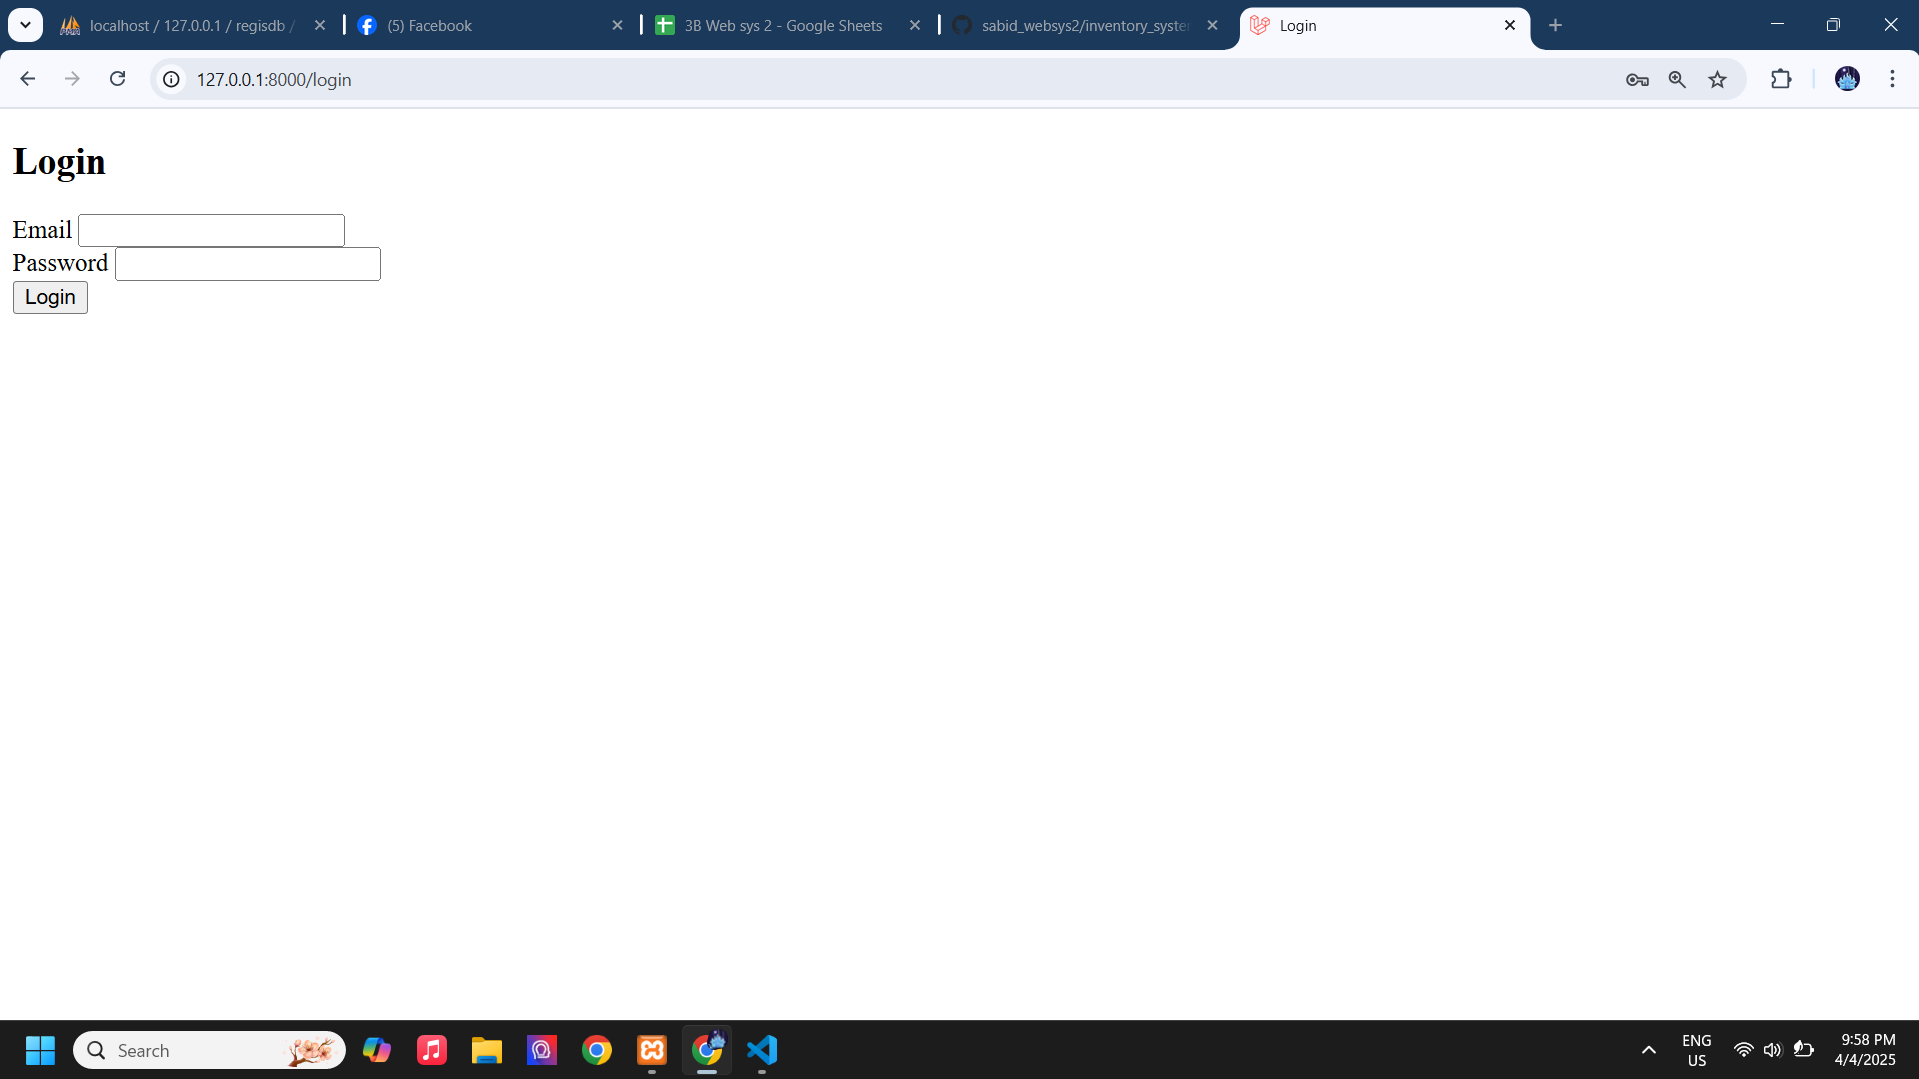 localhost / 127.0.0.1 / regisdb /
(5) Facebook
3B Web sys 2 - Google Sheets
sabid_websys2/inventory_syste
Login
127.0.0.1:8000/login
Login
Email
Password
Login
Search
ENG
US
9:58 PM
4/4/2025